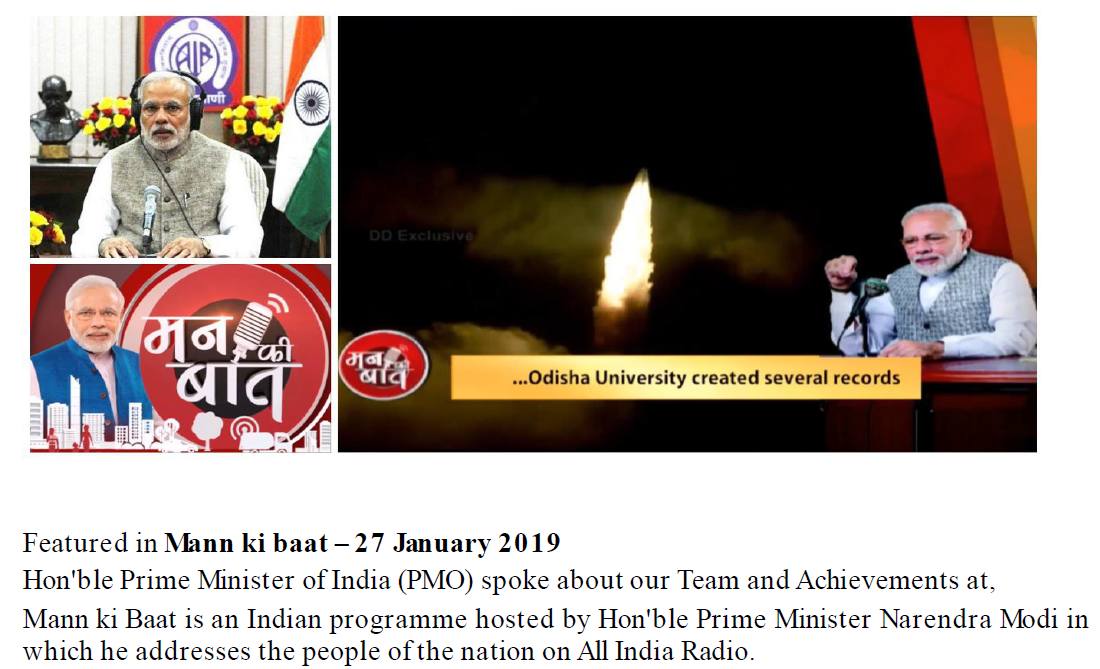 AIR
DD Exclusive
मन
की
बात
मन की
बात
...Odisha University created several records
Featured in Mann ki baat – 27 January 2019
Hon'ble Prime Minister of India (PMO) spoke about our Team and Achievements at,
Mann ki Baat is an Indian programme hosted by Hon'ble Prime Minister Narendra Modi in
which he addresses the people of the nation on All India Radio.